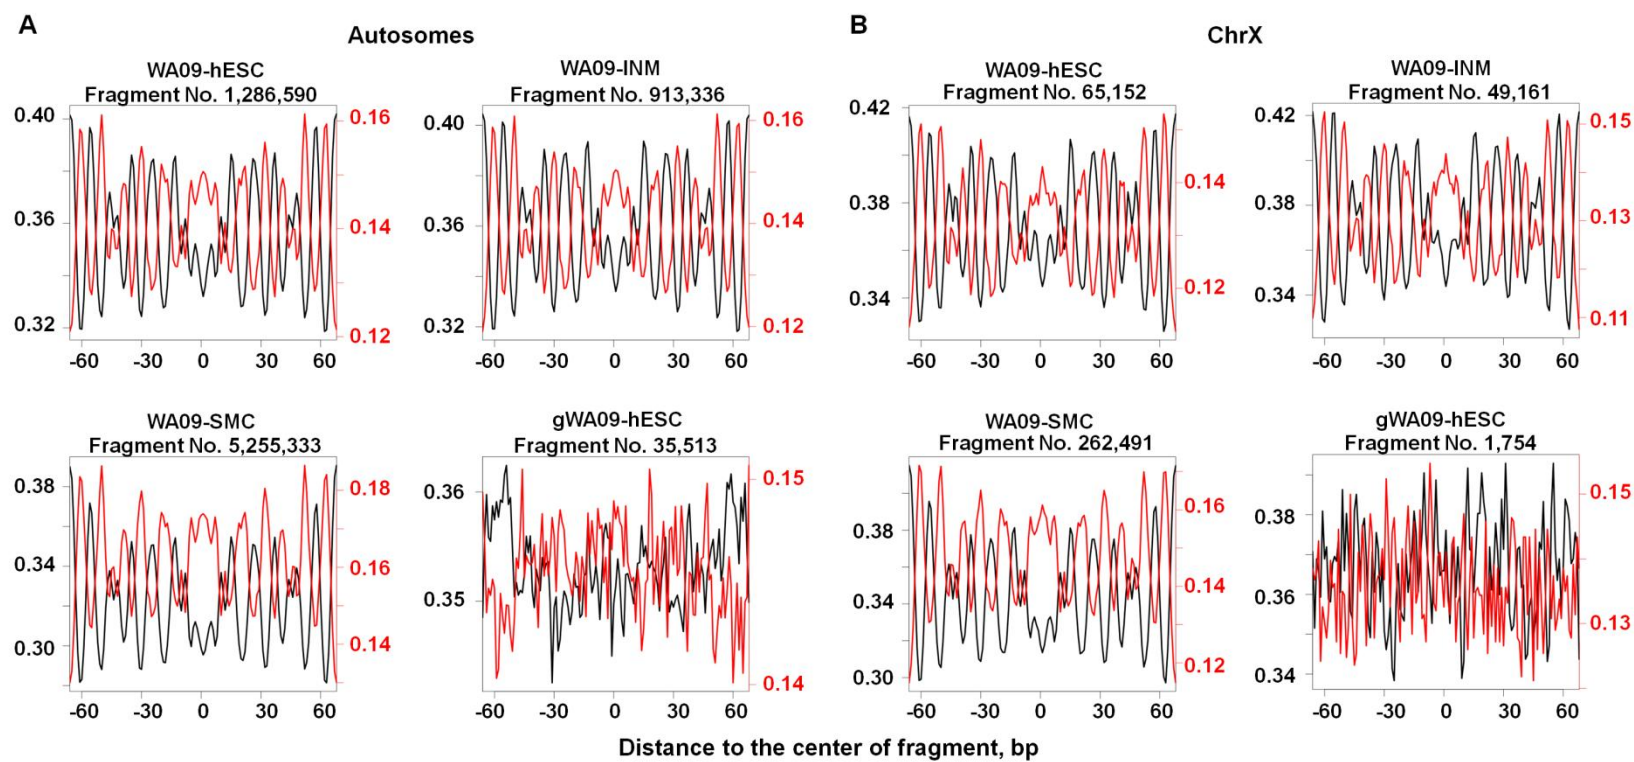 A
Autosomes
WA09-hESC
Fragment No. 1,286,590
0.40
0.36
0.32
0.16
0.14
0.12
-60 -30 0 30 60
WA09-INM
Fragment No. 913,336
0.40
0.36
0.32
0.16
0.14
0.12
-60 -30 0 30 60
WA09-SMC
Fragment No. 5,255,333
0.38
0.34
0.30
0.18
0.16
0.14
-60 -30 0 30 60
gWA09-hESC
Fragment No. 35,513
0.36
0.35
0.15
0.14
-60 -30 0 30 60
B
ChrX
WA09-hESC
Fragment No. 65,152
0.42
0.38
0.34
0.14
0.12
-60 -30 0 30 60
WA09-INM
Fragment No. 49,161
0.42
0.38
0.34
0.15
0.13
0.11
-60 -30 0 30 60
WA09-SMC
Fragment No. 262,491
0.38
0.34
0.30
0.16
0.14
0.12
-60 -30 0 30 60
gWA09-hESC
Fragment No. 1,754
0.38
0.36
0.34
0.15
0.13
-60 -30 0 30 60
Distance to the center of fragment, bp